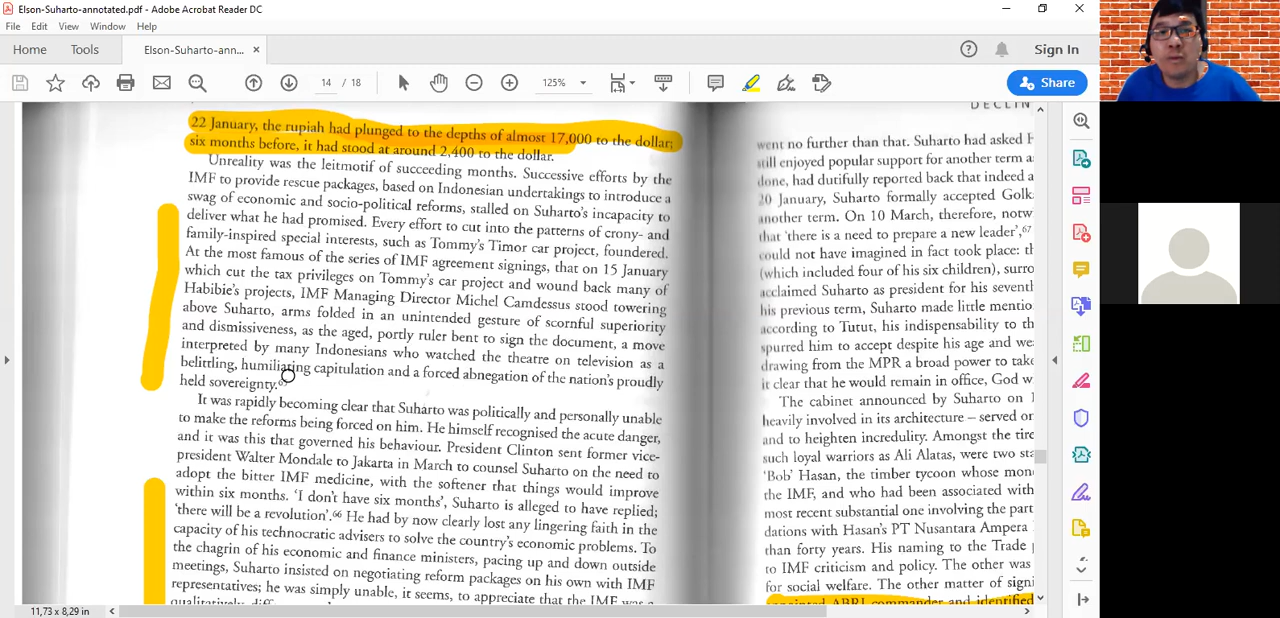 Elson-Suharto-annotated.pdf - Adobe Acrobat Reader DC
File Edit View Window Help
Home Tools Elson-Suharto-ann... × Sign In
14 / 18 125% Share
22 January, the rupiah had plunged to the depths of almost 17,000 to the dollar;
six months before, it had stood at around 2,400 to the dollar.
Unreality was the leitmotif of succeeding months. Successive efforts by the
IMF to provide rescue packages, based on Indonesian undertakings to introduce a
swag of economic and socio-political reforms, stalled on Suharto's incapacity to
deliver what he had promised. Every effort to cut into the patterns of crony- and
family-inspired special interests, such as Tommy's Timor car project, foundered.
At the most famous of the series of IMF agreement signings, that on 15 January
which cut the tax privileges on Tommy's car project and wound back many of
Habibie's projects, IMF Managing Director Michel Camdessus stood towering
above Suharto, arms folded in an unintended gesture of scornful superiority
and dismissiveness, as the aged, portly ruler bent to sign the document, a move
interpreted by many Indonesians who watched the theatre on television as a
belittling, humiliating capitulation and a forced abnegation of the nation's proudly
held sovereignty.
It was rapidly becoming clear that Suharto was politically and personally unable
to make the reforms being forced on him. He himself recognised the acute danger,
and it was this that governed his behaviour. President Clinton sent former vice-
president Walter Mondale to Jakarta in March to counsel Suharto on the need to
adopt the bitter IMF medicine, with the softener that things would improve
within six months. 'I don't have six months', Suharto is alleged to have replied;
'there will be a revolution'.66 He had by now clearly lost any lingering faith in the
capacity of his technocratic advisers to solve the country's economic problems. To
the chagrin of his economic and finance ministers, pacing up and down outside
meetings, Suharto insisted on negotiating reform packages on his own with IMF
representatives; he was simply unable, it seems, to appreciate that the IMF was a
DECLIN
went no further than that. Suharto had asked H
still enjoyed popular support for another term a
done, had dutifully reported back that indeed a
20 January, Suharto formally accepted Golk
another term. On 10 March, therefore, notw
that 'there is a need to prepare a new leader',67
could not have imagined in fact took place: th
(which included four of his six children), surro
acclaimed Suharto as president for his seventh
his previous term, Suharto made little mentio
according to Tutut, his indispensability to th
spurred him to accept despite his age and we
drawing from the MPR a broad power to take
it clear that he would remain in office, God w
The cabinet announced by Suharto on 1
heavily involved in its architecture – served on
and to heighten incredulity. Amongst the tire
such loyal warriors as Ali Alatas, were two sta
'Bob' Hasan, the timber tycoon whose mon
the IMF, and who had been associated with
most recent substantial one involving the part
dations with Hasan's PT Nusantara Ampera
than forty years. His naming to the Trade
to IMF criticism and policy. The other was
for social welfare. The other matter of signi
appointed ABRI commander and identified
11,73 x 8,29 in